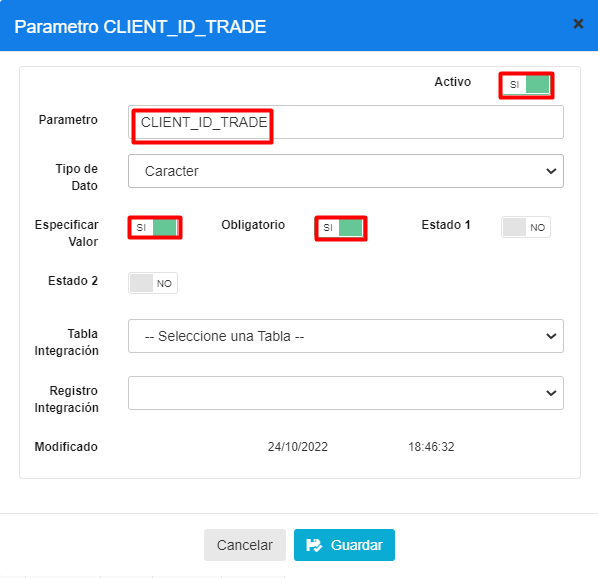 Parametro CLIENT_ID_TRADE ×
Activo SI
Parametro CLIENT_ID_TRADE
Tipo de
Dato
Caracter
Especificar
Valor
SI
Obligatorio SI
Estado 1 NO
Estado 2 NO
Tabla
Integración
-- Seleccione una Tabla --
Registro
Integración
Modificado 24/10/2022 18:46:32
Cancelar Guardar